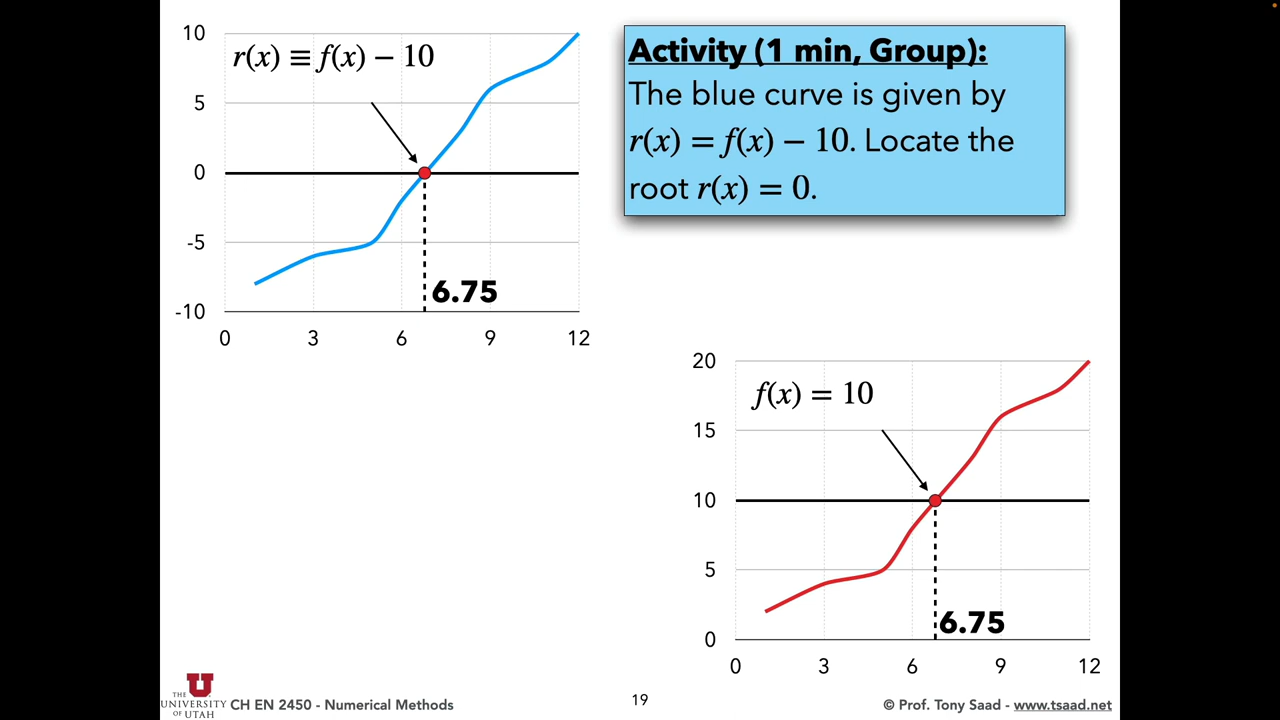 10
r(x) ≡ f(x) − 10
5
0
-5
6.75
-10
0 3 6 9 12
Activity (1 min, Group):
The blue curve is given by
r(x) = f(x) − 10. Locate the
root r(x) = 0.
20
f(x) = 10
15
10
5
6.75
0
0 3 6 9 12
THE
UNIVERSITY
OF UTAH
CH EN 2450 - Numerical Methods
19
© Prof. Tony Saad - www.tsaad.net